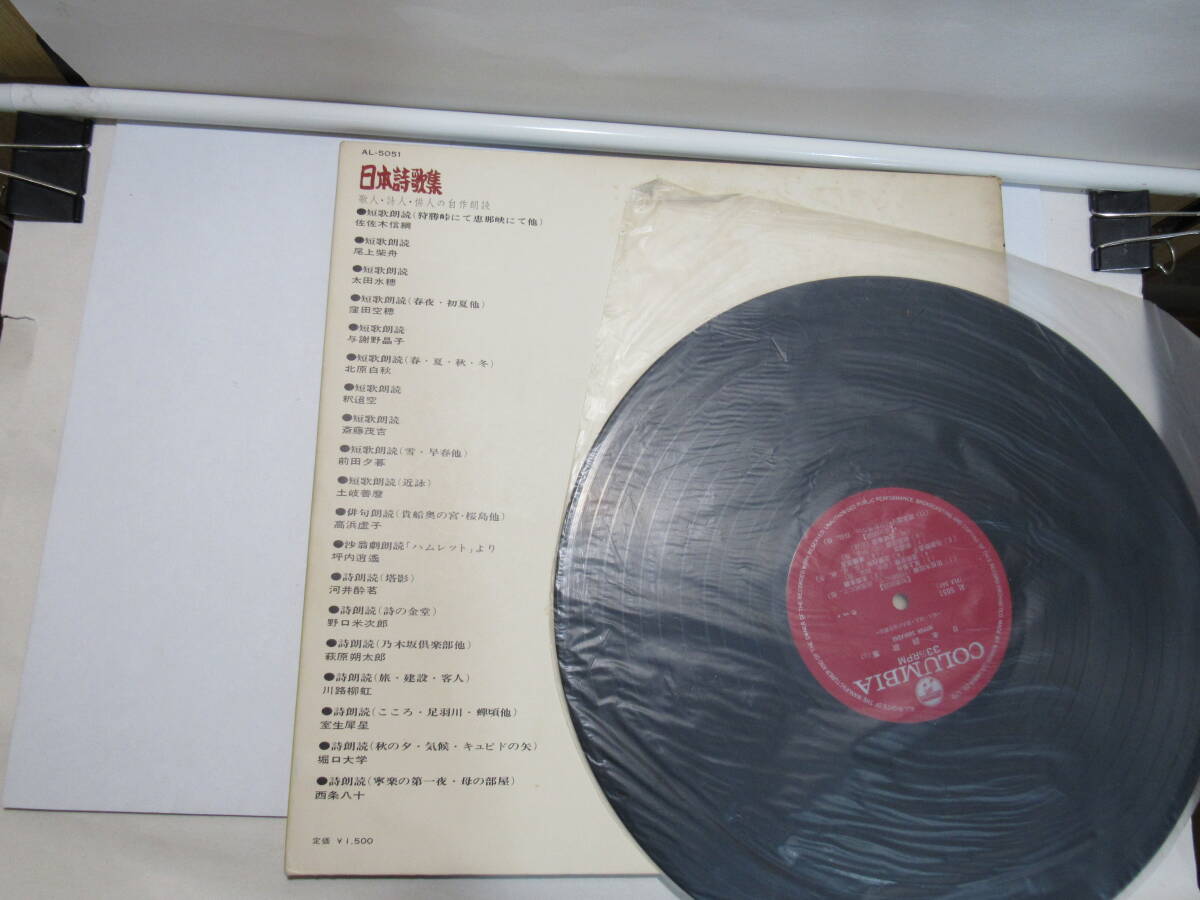 AL-5051
日本詩歌集
歌人・詩人・俳人の自作朗読
●短歌朗読(狩勝峠にて恵那峡にて他)
佐佐木信綱
●短歌朗読
尾上柴舟
●短歌朗読
太田水穂
●短歌朗読(春夜・初夏他)
窪田空穂
●短歌朗読
与謝野晶子
●短歌朗読(春・夏・秋・冬)
北原白秋
●短歌朗読
釈迢空
●短歌朗読
斎藤茂吉
●短歌朗読(雪・早春他)
前田夕暮
●短歌朗読(近詠)
土岐善麿
●俳句朗読(貴船奥の宮・桜島他)
高浜虚子
●沙翁劇朗読「ハムレット」より
坪内逍遥
●詩朗読(塔影)
河井酔茗
●詩朗読(詩の金堂)
野口米次郎
●詩朗読(乃木坂倶楽部他)
萩原朔太郎
●詩朗読(旅・建設・客人)
川路柳虹
●詩朗読(こころ・足羽川・蟬頃他)
室生犀星
●詩朗読(秋の夕・気候・キュピドの矢)
堀口大学
●詩朗読(寧楽の第一夜・母の部屋)
西条八十
定価 ¥1,500
COLUMBIA
33⅓RPM
AL 5051